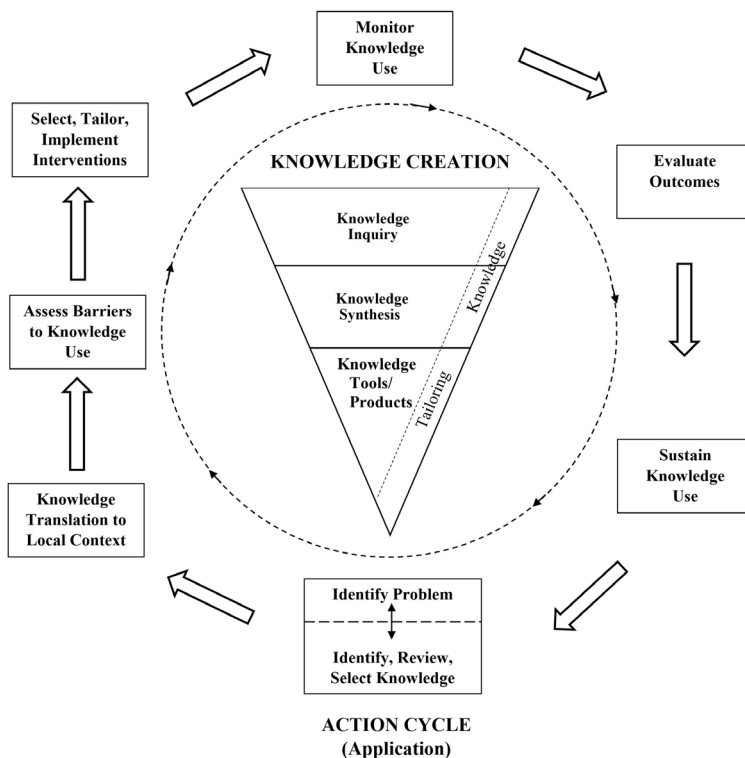 Monitor
Knowledge
Use
Select, Tailor,
Implement
Interventions
Evaluate
Outcomes
KNOWLEDGE CREATION
Knowledge
Inquiry
Knowledge
Synthesis
Knowledge
Tools/
Products
Tailoring
Knowledge
Assess Barriers
to Knowledge
Use
Sustain
Knowledge
Use
Knowledge
Translation to
Local Context
Identify Problem
Identify, Review,
Select Knowledge
ACTION CYCLE
(Application)